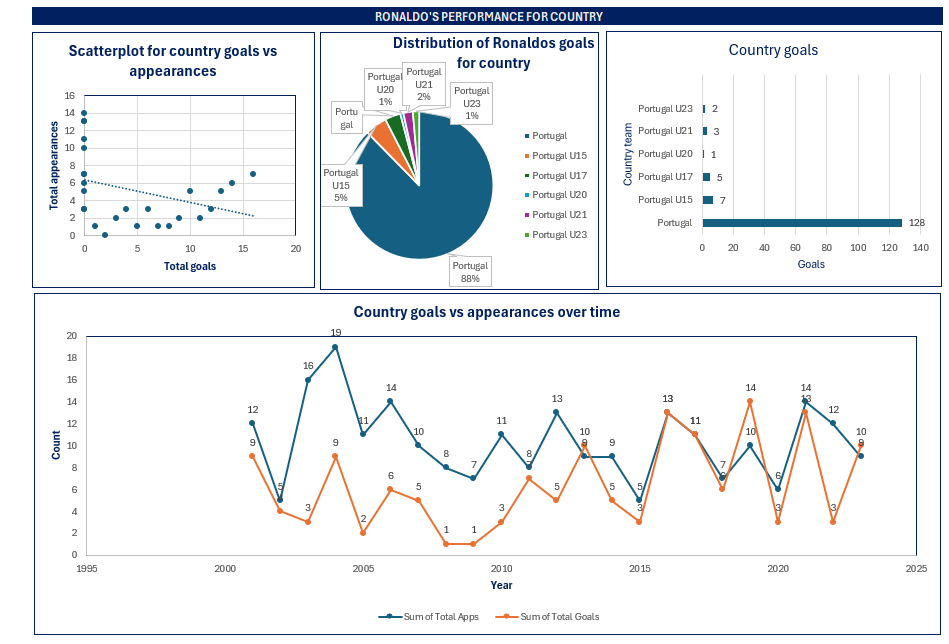 RONALDO'S PERFORMANCE FOR COUNTRY
Scatterplot for country goals vs
appearances
Total appearances
16
14
12
10
8
6
4
2
0
0 5 10 15 20
Total goals
Distribution of Ronaldos goals
for country
Portugal
U20
1%
Portugal
U21
2%
Portugal
U23
1%
Portu
gal
Portugal
U15
5%
Portugal
88%
Portugal
Portugal U15
Portugal U17
Portugal U20
Portugal U21
Portugal U23
Country goals
Country team
Portugal U23 2
Portugal U21 3
Portugal U20 1
Portugal U17 5
Portugal U15 7
Portugal 128
0 20 40 60 80 100 120 140
Goals
Country goals vs appearances over time
Count
20
18
16
14
12
10
8
6
4
2
0
12 5 16 19 11 14 10 8 7 11 8 13 9 9 5 13 11 7 10 6 14 12 9
9 3 9 2 6 5 1 1 3 5 10 5 3 13 11 6 14 3 13 3 10
1995 2000 2005 2010 2015 2020 2025
Year
Sum of Total Apps Sum of Total Goals